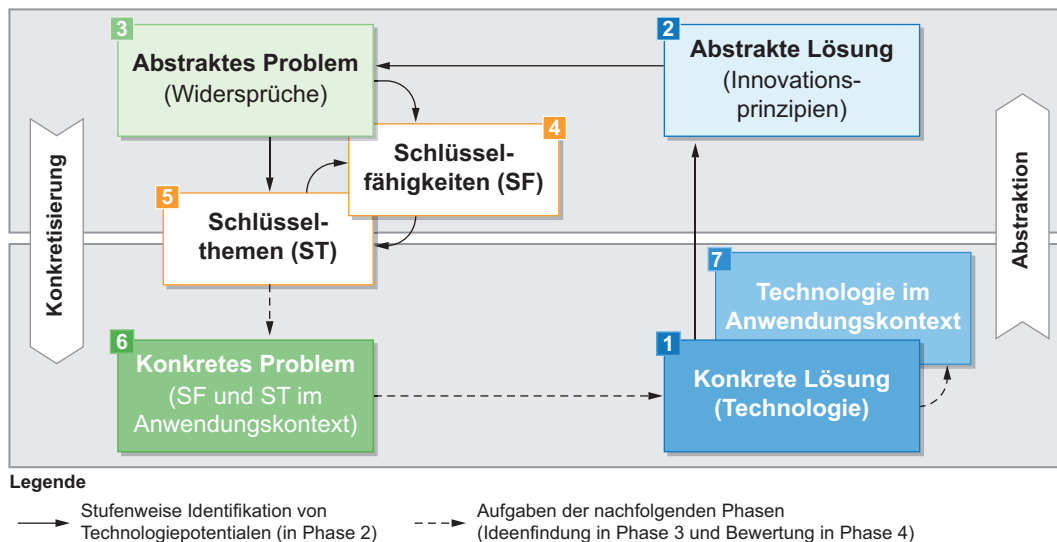 3
Abstraktes Problem
(Widersprüche)
2
Abstrakte Lösung
(Innovations-
prinzipien)
4
Schlüssel-
fähigkeiten (SF)
5
Schlüssel-
themen (ST)
Konkretisierung
Abstraktion
7
Technologie im
Anwendungskontext
6
Konkretes Problem
(SF und ST im
Anwendungskontext)
1
Konkrete Lösung
(Technologie)
Legende
Stufenweise Identifikation von
Technologiepotentialen (in Phase 2)
Aufgaben der nachfolgenden Phasen
(Ideenfindung in Phase 3 und Bewertung in Phase 4)